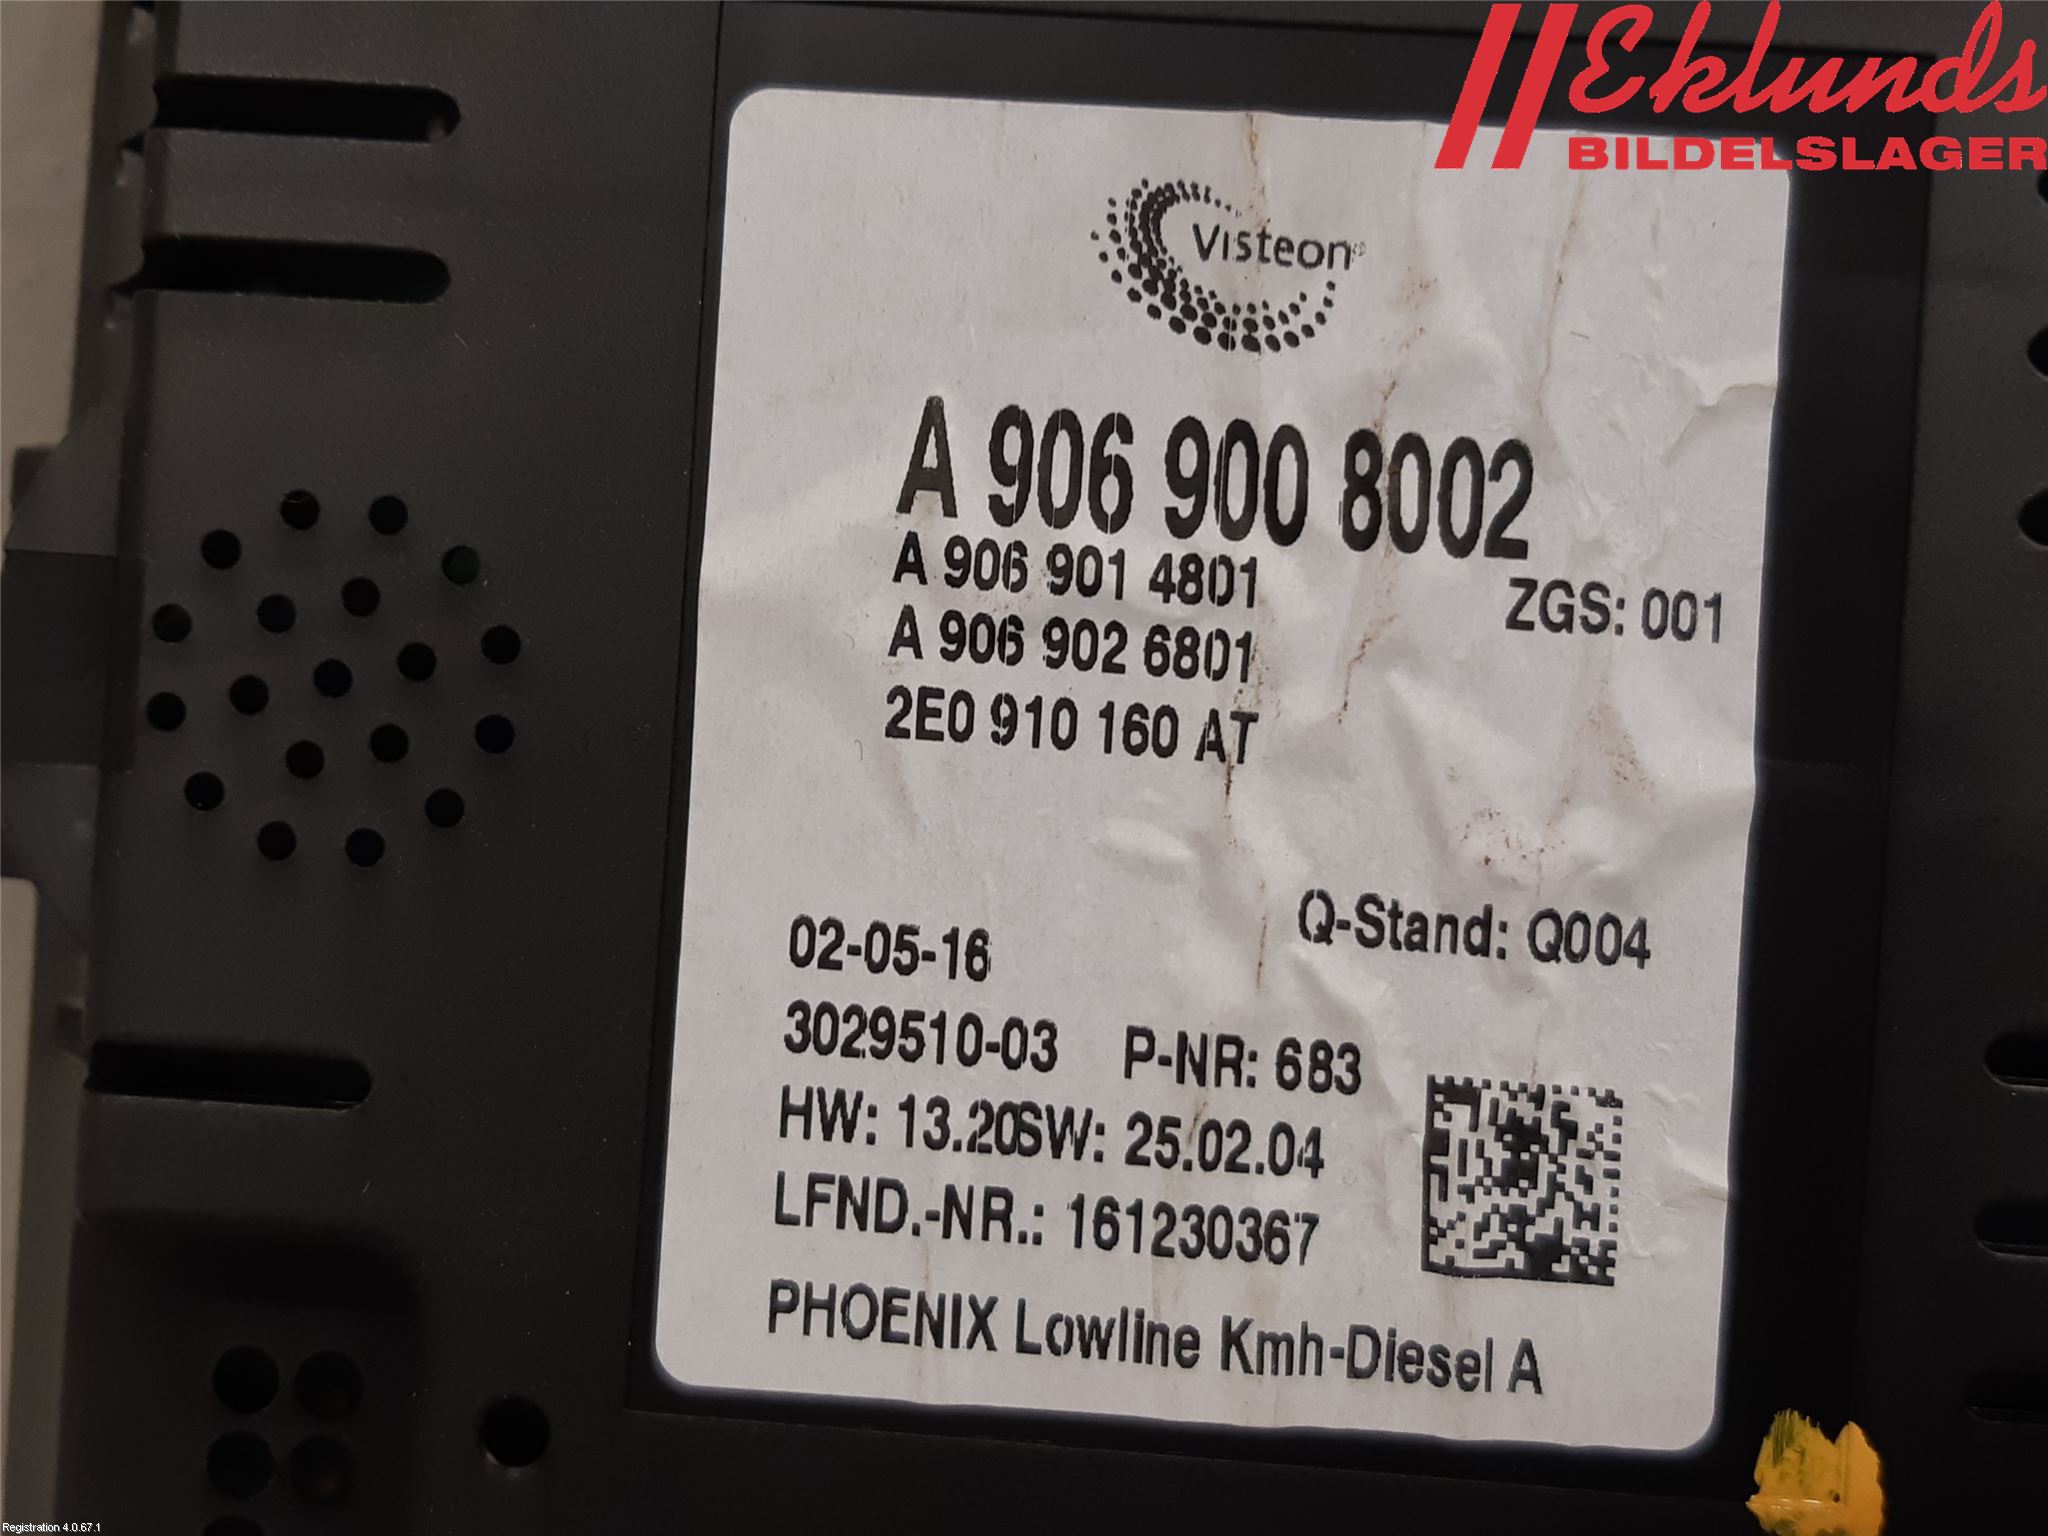 Eklunds
BILDELSLAGER
Visteon®
A 906 900 8002
A 906 901 4801
ZGS: 001
A 906 902 6801
2E0 910 160 AT
Q-Stand: Q004
02-05-16
3029510-03 P-NR: 683
HW: 13.20SW: 25.02.04
LFND.-NR.: 161230367
PHOENIX Lowline Kmh-Diesel A
Registration 4.0.67.1